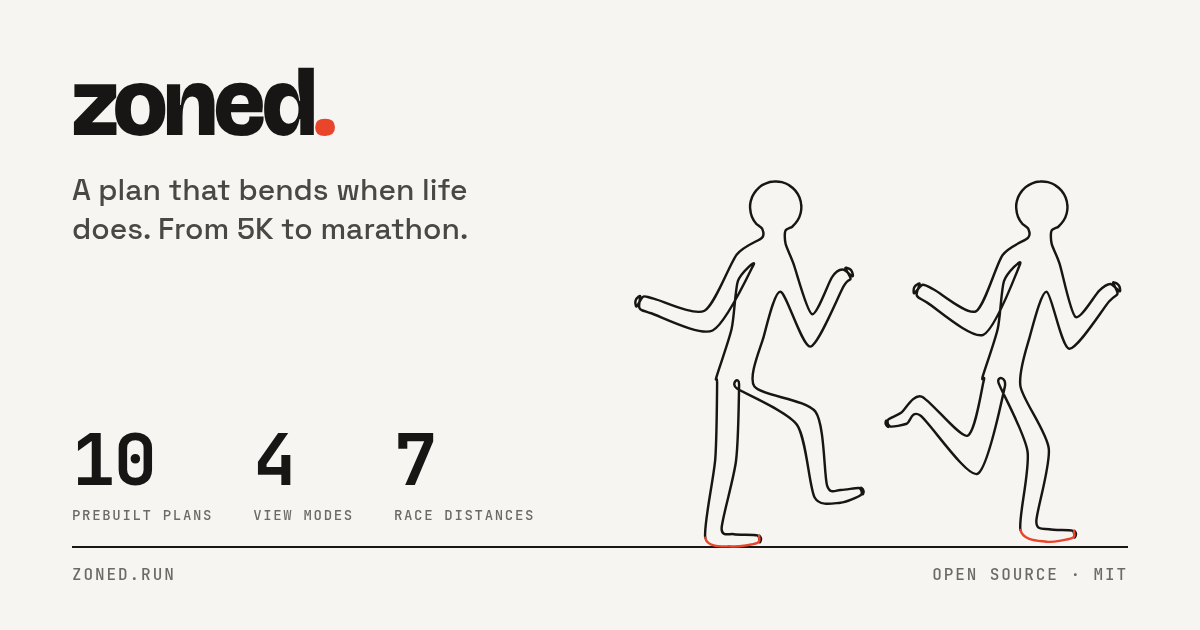 zoned.
A plan that bends when life
does. From 5K to marathon.
10 4 7
PREBUILT PLANS VIEW MODES RACE DISTANCES
ZONED.RUN OPEN SOURCE · MIT